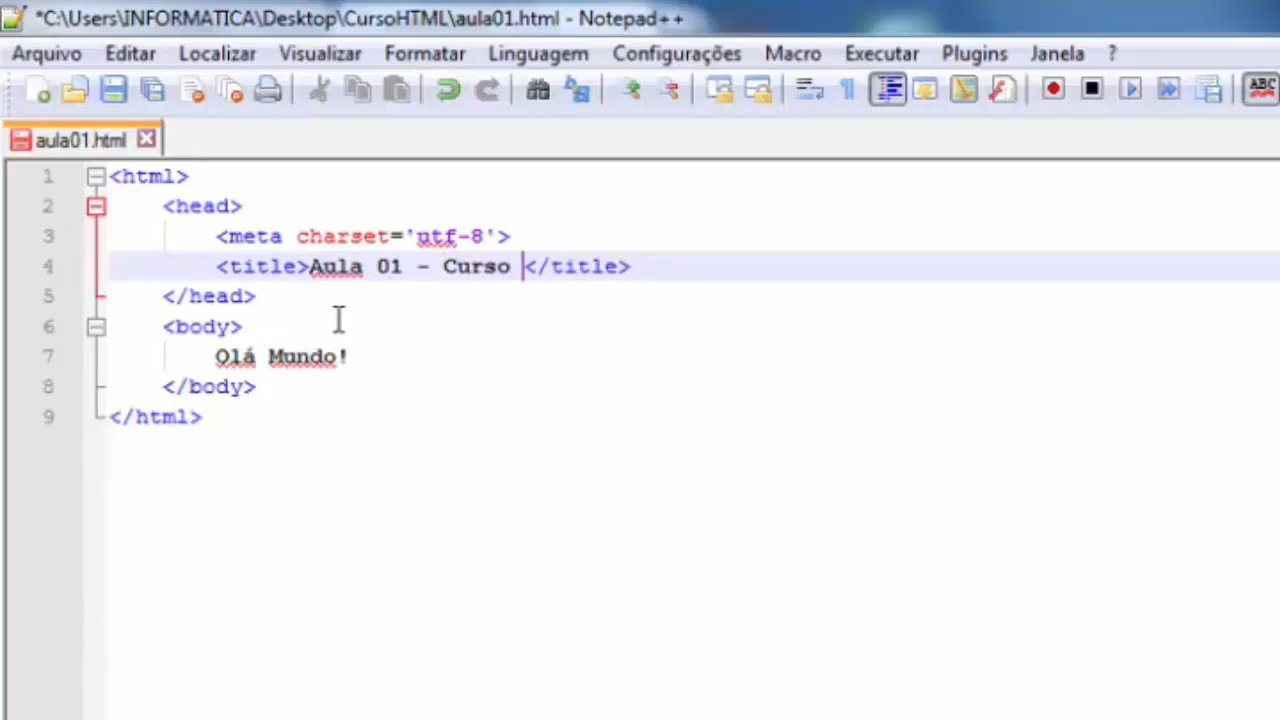 *C:\Users\INFORMATICA\Desktop\CursoHTML\aula01.html - Notepad++
Arquivo Editar Localizar Visualizar Formatar Linguagem Configurações Macro Executar Plugins Janela ?
ABC
aula01.html
1 <html>
2 <head>
3 <meta charset='utf-8'>
4 <title>Aula 01 - Curso </title>
5 </head>
6 <body>
7 Olá Mundo!
8 </body>
9 </html>